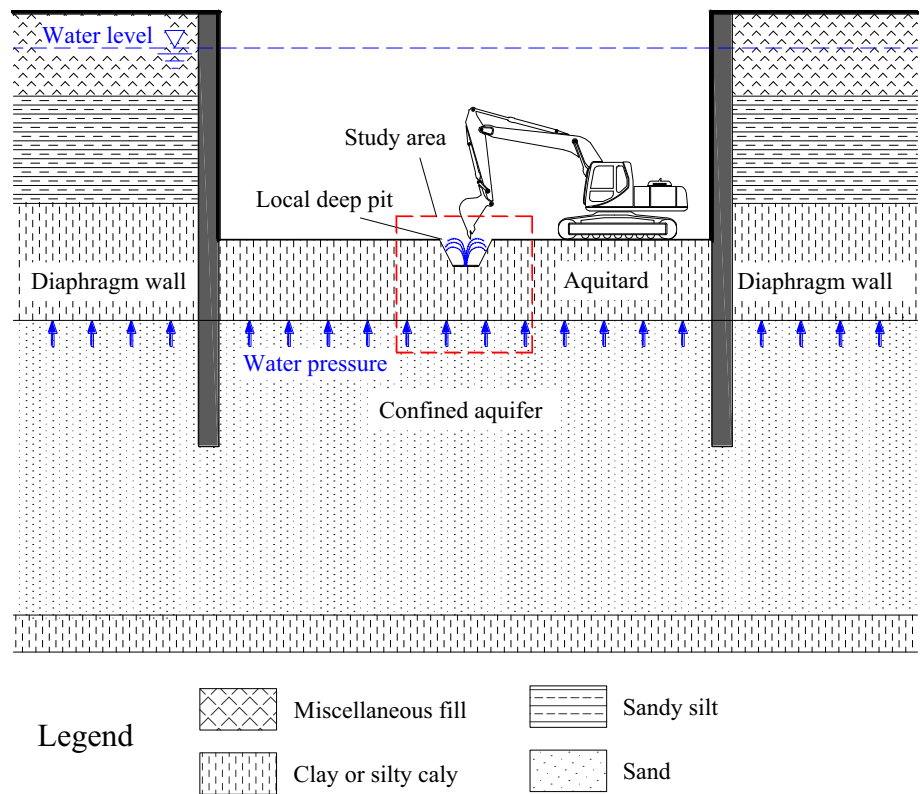 Water level
Study area
Local deep pit
Diaphragm wall
Aquitard
Diaphragm wall
Water pressure
Confined aquifer
Legend
Miscellaneous fill
Sandy silt
Clay or silty caly
Sand